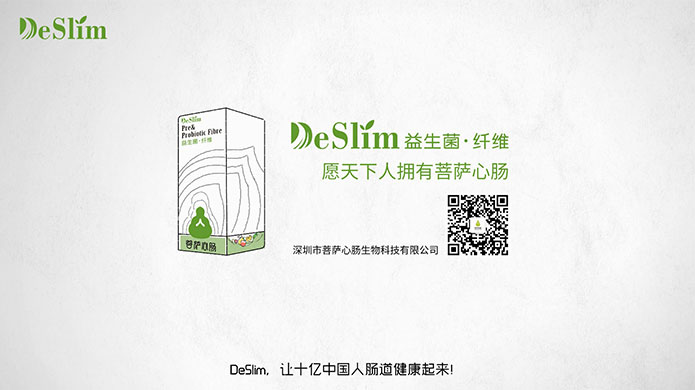 DeSlim
DeSlim
Pre&
Probiotic Fibre
益生菌·纤维
菩萨心肠
DeSlim 益生菌·纤维
愿天下人拥有菩萨心肠
深圳市菩萨心肠生物科技有限公司
DeSlim, 让十亿中国人肠道健康起来!